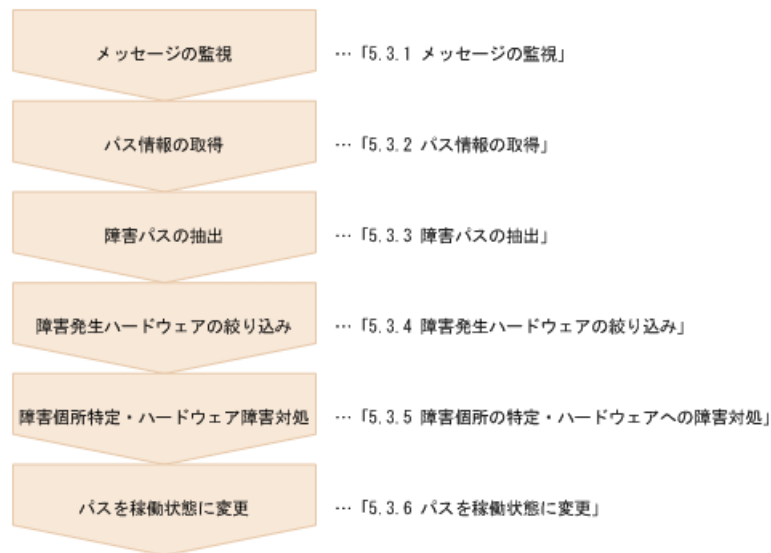 メッセージの監視 … 「5.3.1 メッセージの監視」
パス情報の取得 … 「5.3.2 パス情報の取得」
障害パスの抽出 … 「5.3.3 障害パスの抽出」
障害発生ハードウェアの絞り込み … 「5.3.4 障害発生ハードウェアの絞り込み」
障害個所特定・ハードウェア障害対処 … 「5.3.5 障害個所の特定・ハードウェアへの障害対処」
パスを稼働状態に変更 … 「5.3.6 パスを稼働状態に変更」